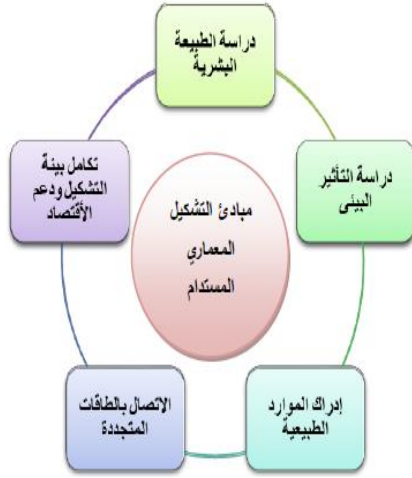 دراسة الطبيعة
البشرية
دراسة التأثير
البيئى
إدراك الموارد
الطبيعية
الاتصال بالطاقات
المتجددة
تكامل بيئة
التشكيل ودعم
الأقتصاد
مبادئ التشكيل
المعماري
المستدام